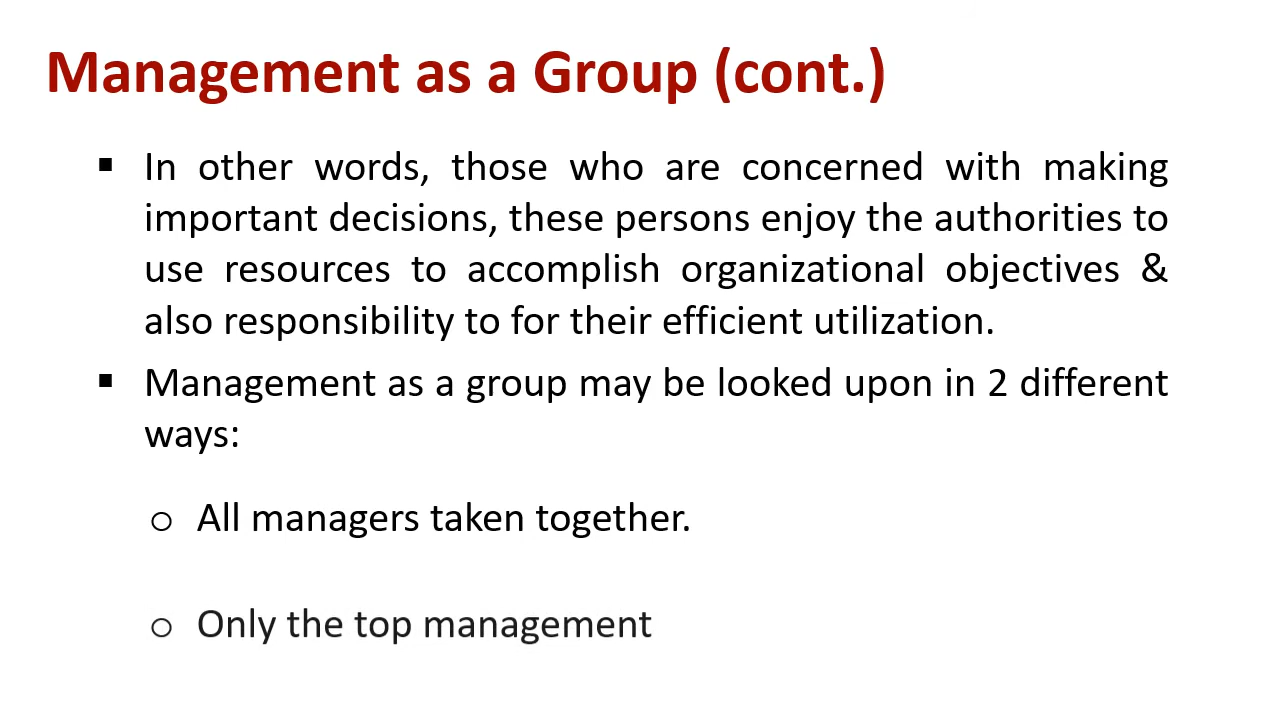 Management as a Group (cont.)
▪ In other words, those who are concerned with making
important decisions, these persons enjoy the authorities to
use resources to accomplish organizational objectives &
also responsibility to for their efficient utilization.
▪ Management as a group may be looked upon in 2 different
ways:
o All managers taken together.
o Only the top management